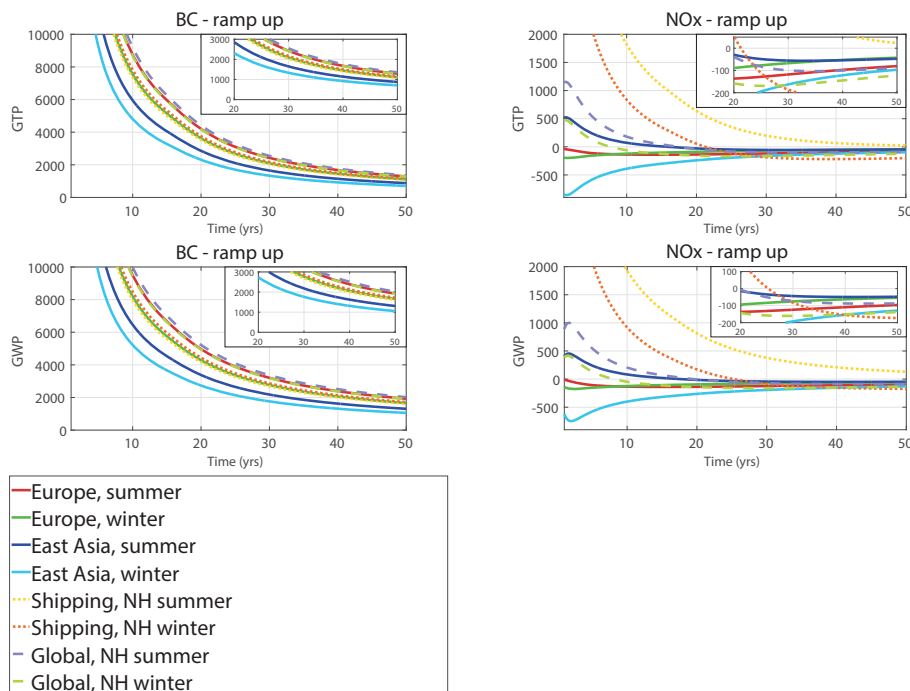 BC - ramp up
10000
8000
6000
4000
2000
0
GTP
3000
2000
1000
0
20 30 40 50
10 20 30 40 50
Time (yrs)
NOx - ramp up
2000
1500
1000
500
0
-500
GTP
0
-100
-200
20 30 40 50
10 20 30 40 50
Time (yrs)
BC - ramp up
10000
8000
6000
4000
2000
0
GWP
3000
2000
1000
0
20 30 40 50
10 20 30 40 50
Time (yrs)
NOx - ramp up
2000
1500
1000
500
0
-500
GWP
100
0
-100
-200
20 30 40 50
10 20 30 40 50
Time (yrs)
Europe, summer
Europe, winter
East Asia, summer
East Asia, winter
Shipping, NH summer
Shipping, NH winter
Global, NH summer
Global, NH winter